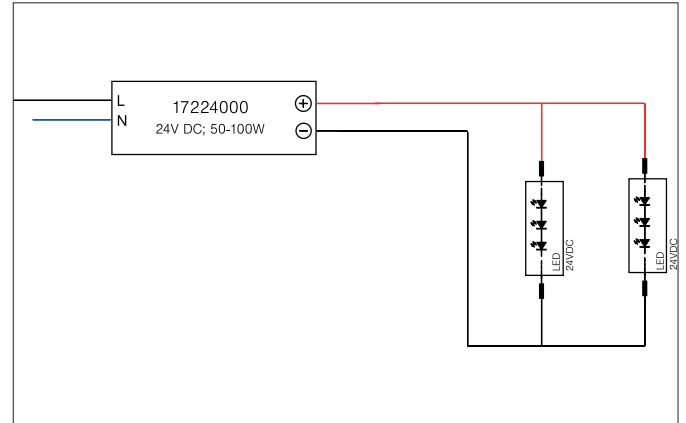 L
N
17224000
24V DC; 50-100W
+
−
LED
24VDC
LED
24VDC